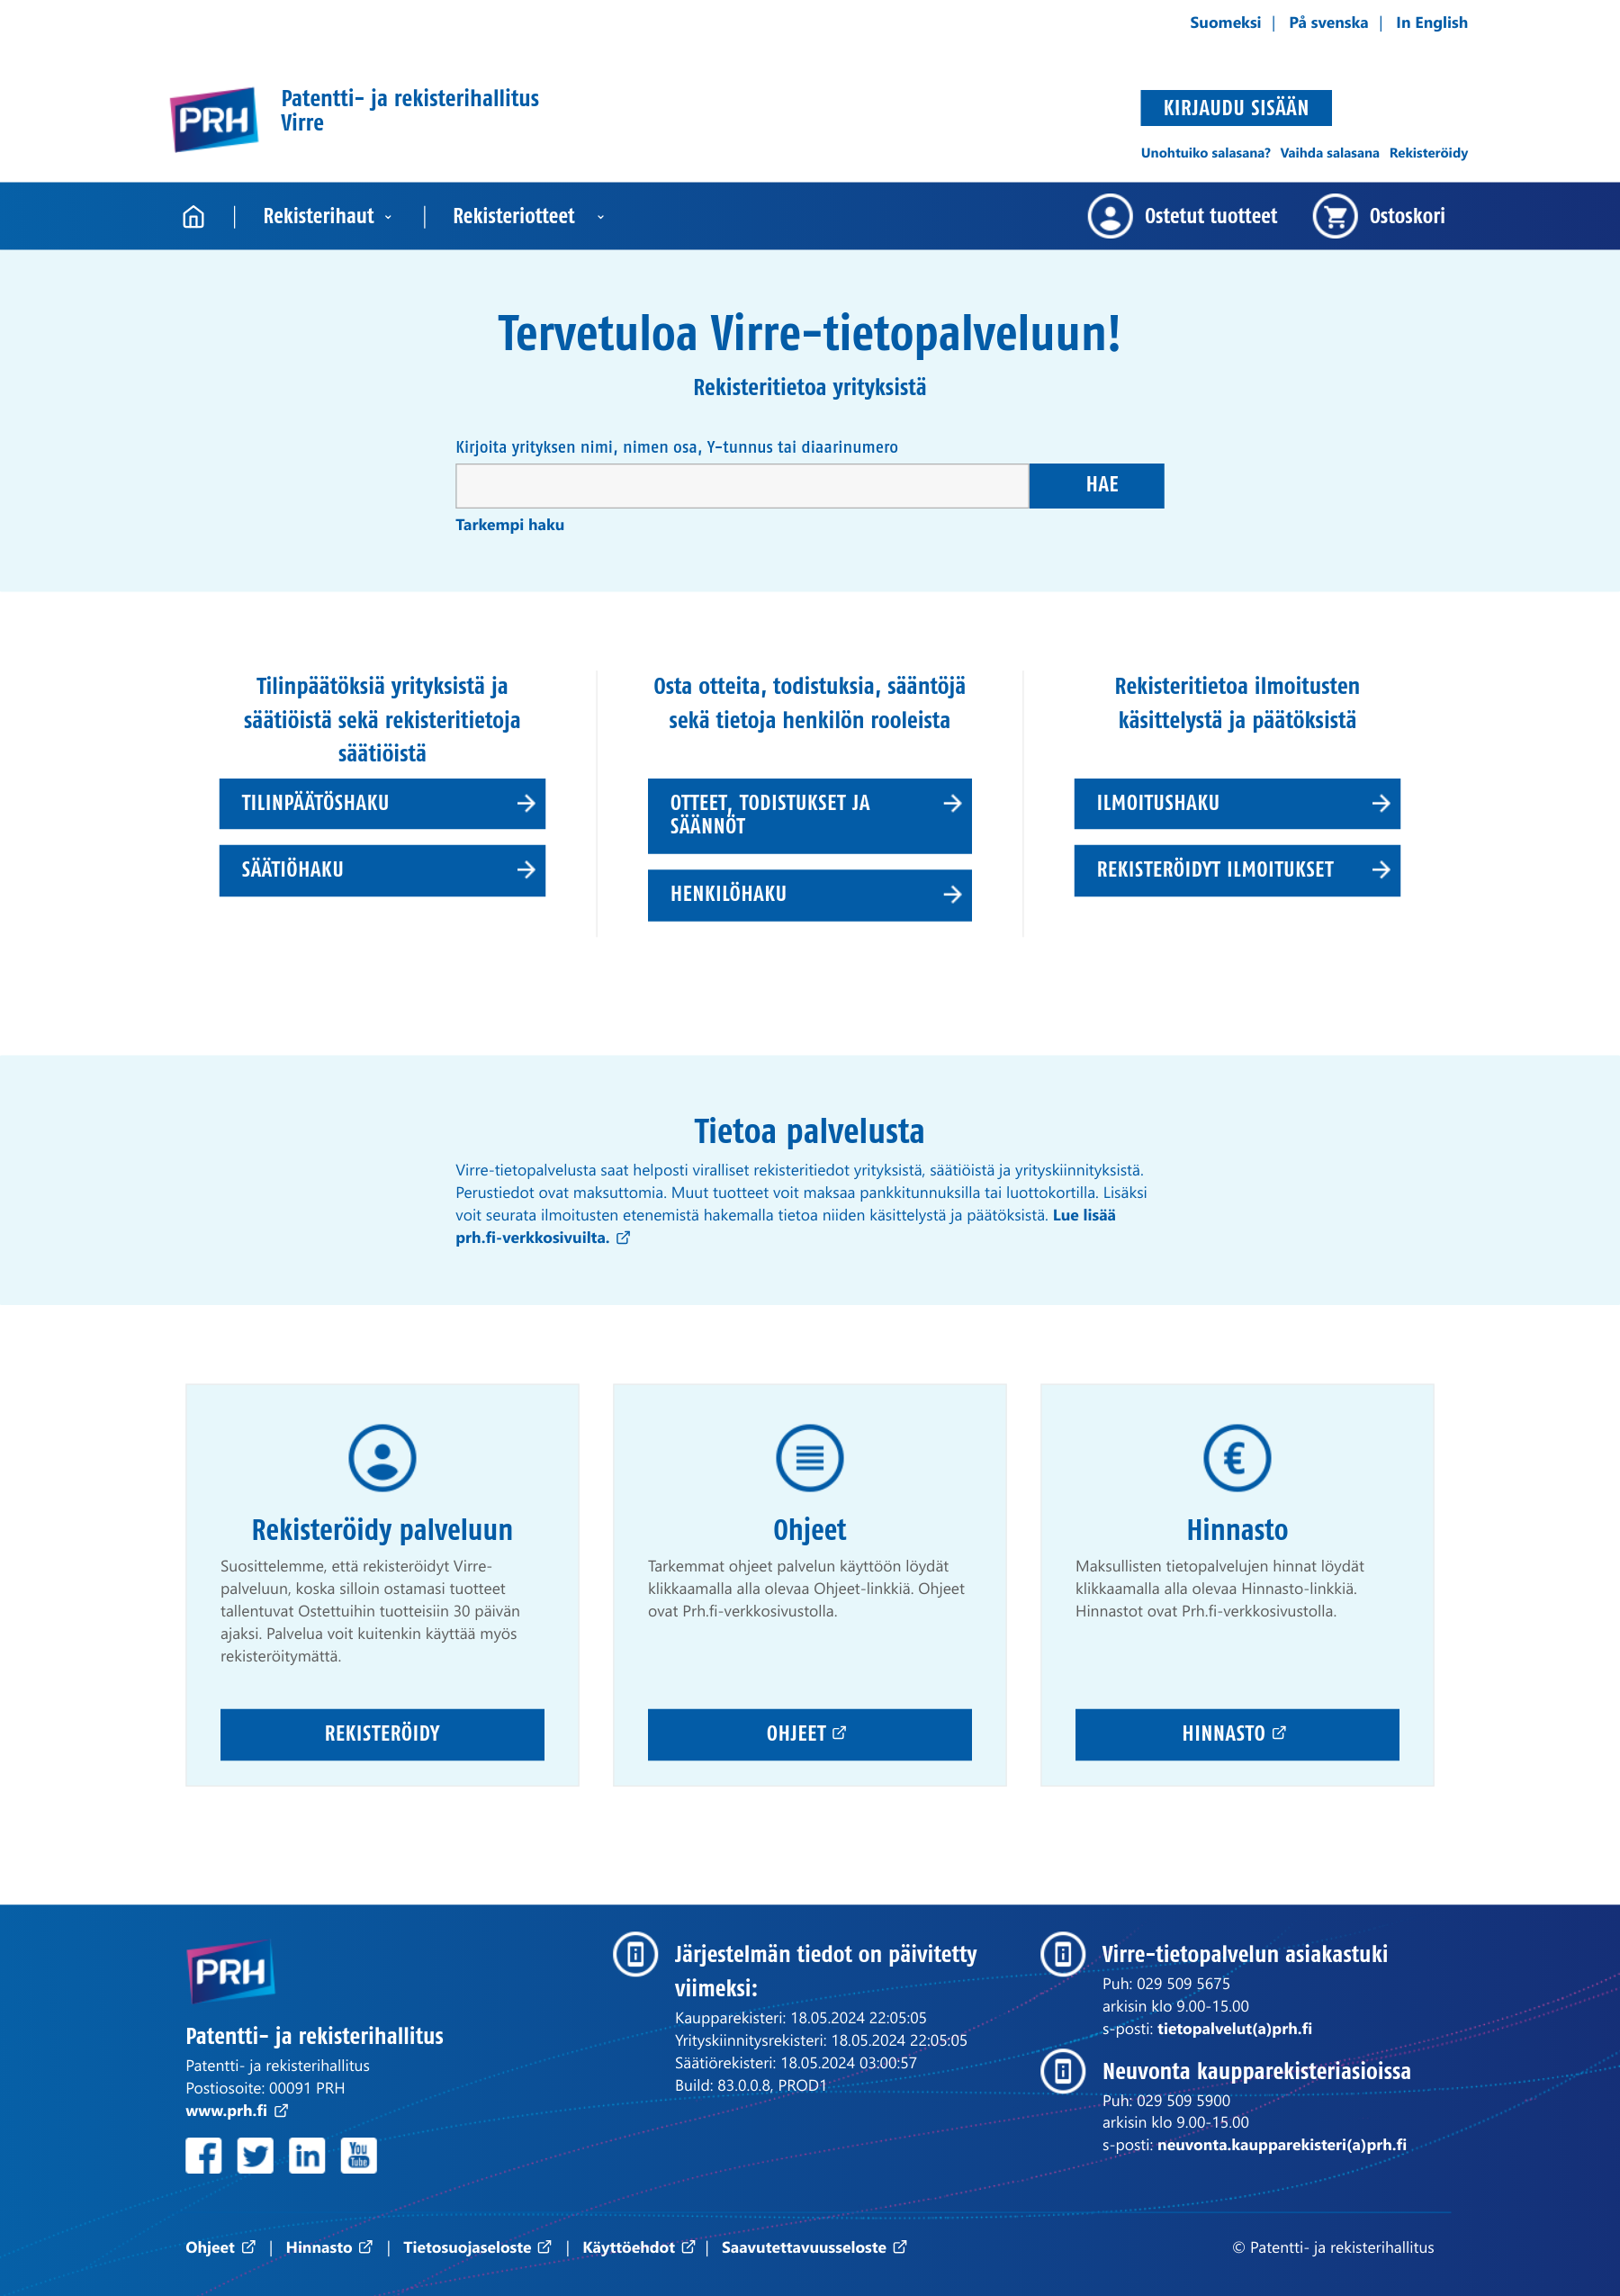 Suomeksi | På svenska | In English
PRH
Patentti- ja rekisterihallitus
Virre
KIRJAUDU SISÄÄN
Unohtuiko salasana? Vaihda salasana Rekisteröidy
Rekisterihaut | Rekisteriotteet
Ostetut tuotteet Ostoskori
Tervetuloa Virre-tietopalveluun!
Rekisteritietoa yrityksistä
Kirjoita yrityksen nimi, nimen osa, Y-tunnus tai diaarinumero
HAE
Tarkempi haku
Tilinpäätöksiä yrityksistä ja
säätiöistä sekä rekisteritietoja
säätiöistä
TILINPÄÄTÖSHAKU
SÄÄTIÖHAKU
Osta otteita, todistuksia, sääntöjä
sekä tietoja henkilön rooleista
OTTEET, TODISTUKSET JA
SÄÄNNÖT
HENKILÖHAKU
Rekisteritietoa ilmoitusten
käsittelystä ja päätöksistä
ILMOITUSHAKU
REKISTERÖIDYT ILMOITUKSET
Tietoa palvelusta
Virre-tietopalvelusta saat helposti viralliset rekisteritiedot yrityksistä, säätiöistä ja yrityskiinnityksistä.
Perustiedot ovat maksuttomia. Muut tuotteet voit maksaa pankkitunnuksilla tai luottokortilla. Lisäksi
voit seurata ilmoitusten etenemistä hakemalla tietoa niiden käsittelystä ja päätöksistä. Lue lisää
prh.fi-verkkosivuilta.
Rekisteröidy palveluun
Suosittelemme, että rekisteröidyt Virre-
palveluun, koska silloin ostamasi tuotteet
tallentuvat Ostettuihin tuotteisiin 30 päivän
ajaksi. Palvelua voit kuitenkin käyttää myös
rekisteröitymättä.
REKISTERÖIDY
Ohjeet
Tarkemmat ohjeet palvelun käyttöön löydät
klikkaamalla alla olevaa Ohjeet-linkkiä. Ohjeet
ovat Prh.fi-verkkosivustolla.
OHJEET
€
Hinnasto
Maksullisten tietopalvelujen hinnat löydät
klikkaamalla alla olevaa Hinnasto-linkkiä.
Hinnastot ovat Prh.fi-verkkosivustolla.
HINNASTO
PRH
Patentti- ja rekisterihallitus
Patentti- ja rekisterihallitus
Postiosoite: 00091 PRH
www.prh.fi
f in You Tube
Järjestelmän tiedot on päivitetty
viimeksi:
Kaupparekisteri: 18.05.2024 22:05:05
Yrityskiinnitysrekisteri: 18.05.2024 22:05:05
Säätiörekisteri: 18.05.2024 03:00:57
Build: 83.0.0.8, PROD1
Virre-tietopalvelun asiakastuki
Puh: 029 509 5675
arkisin klo 9.00-15.00
s-posti: tietopalvelut(a)prh.fi
Neuvonta kaupparekisteriasioissa
Puh: 029 509 5900
arkisin klo 9.00-15.00
s-posti: neuvonta.kaupparekisteri(a)prh.fi
Ohjeet | Hinnasto | Tietosuojaseloste | Käyttöehdot | Saavutettavuusseloste
© Patentti- ja rekisterihallitus